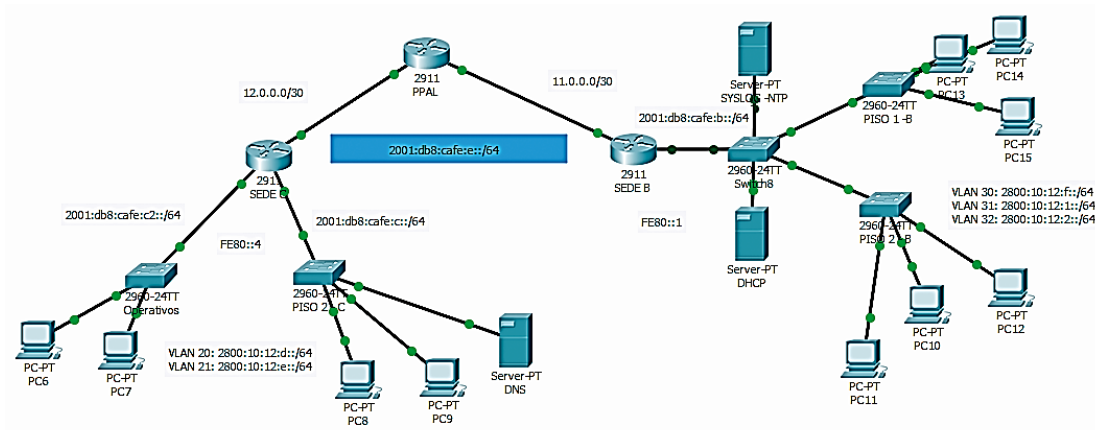 2911
PPAL
12.0.0.0/30
11.0.0.0/30
2001:db8:cafe:e::/64
2911
SEDE C
2911
SEDE B
2001:db8:cafe:b::/64
Server-PT
SYSLOG -NTP
2960-24TT
Switch8
Server-PT
DHCP
FE80::1
2960-24TT
PISO 1 -B
PC-PT
PC13
PC-PT
PC14
PC-PT
PC15
2960-24TT
PISO 2 - B
VLAN 30: 2800:10:12:f::/64
VLAN 31: 2800:10:12:1::/64
VLAN 32: 2800:10:12:2::/64
PC-PT
PC12
PC-PT
PC10
PC-PT
PC11
2001:db8:cafe:c2::/64
2001:db8:cafe:c::/64
FE80::4
2960-24TT
Operativos
2960-24TT
PISO 2 - C
PC-PT
PC6
PC-PT
PC7
VLAN 20: 2800:10:12:d::/64
VLAN 21: 2800:10:12:e::/64
PC-PT
PC8
PC-PT
PC9
Server-PT
DNS